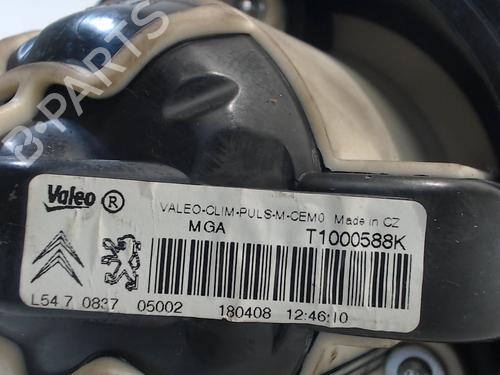 B-PARTS
Valeo ®
VALEO-CLIM-PULS-M-CEM0 Made in CZ
MGA T1000588K
L54 7 0837 05002 180408 12:46:10